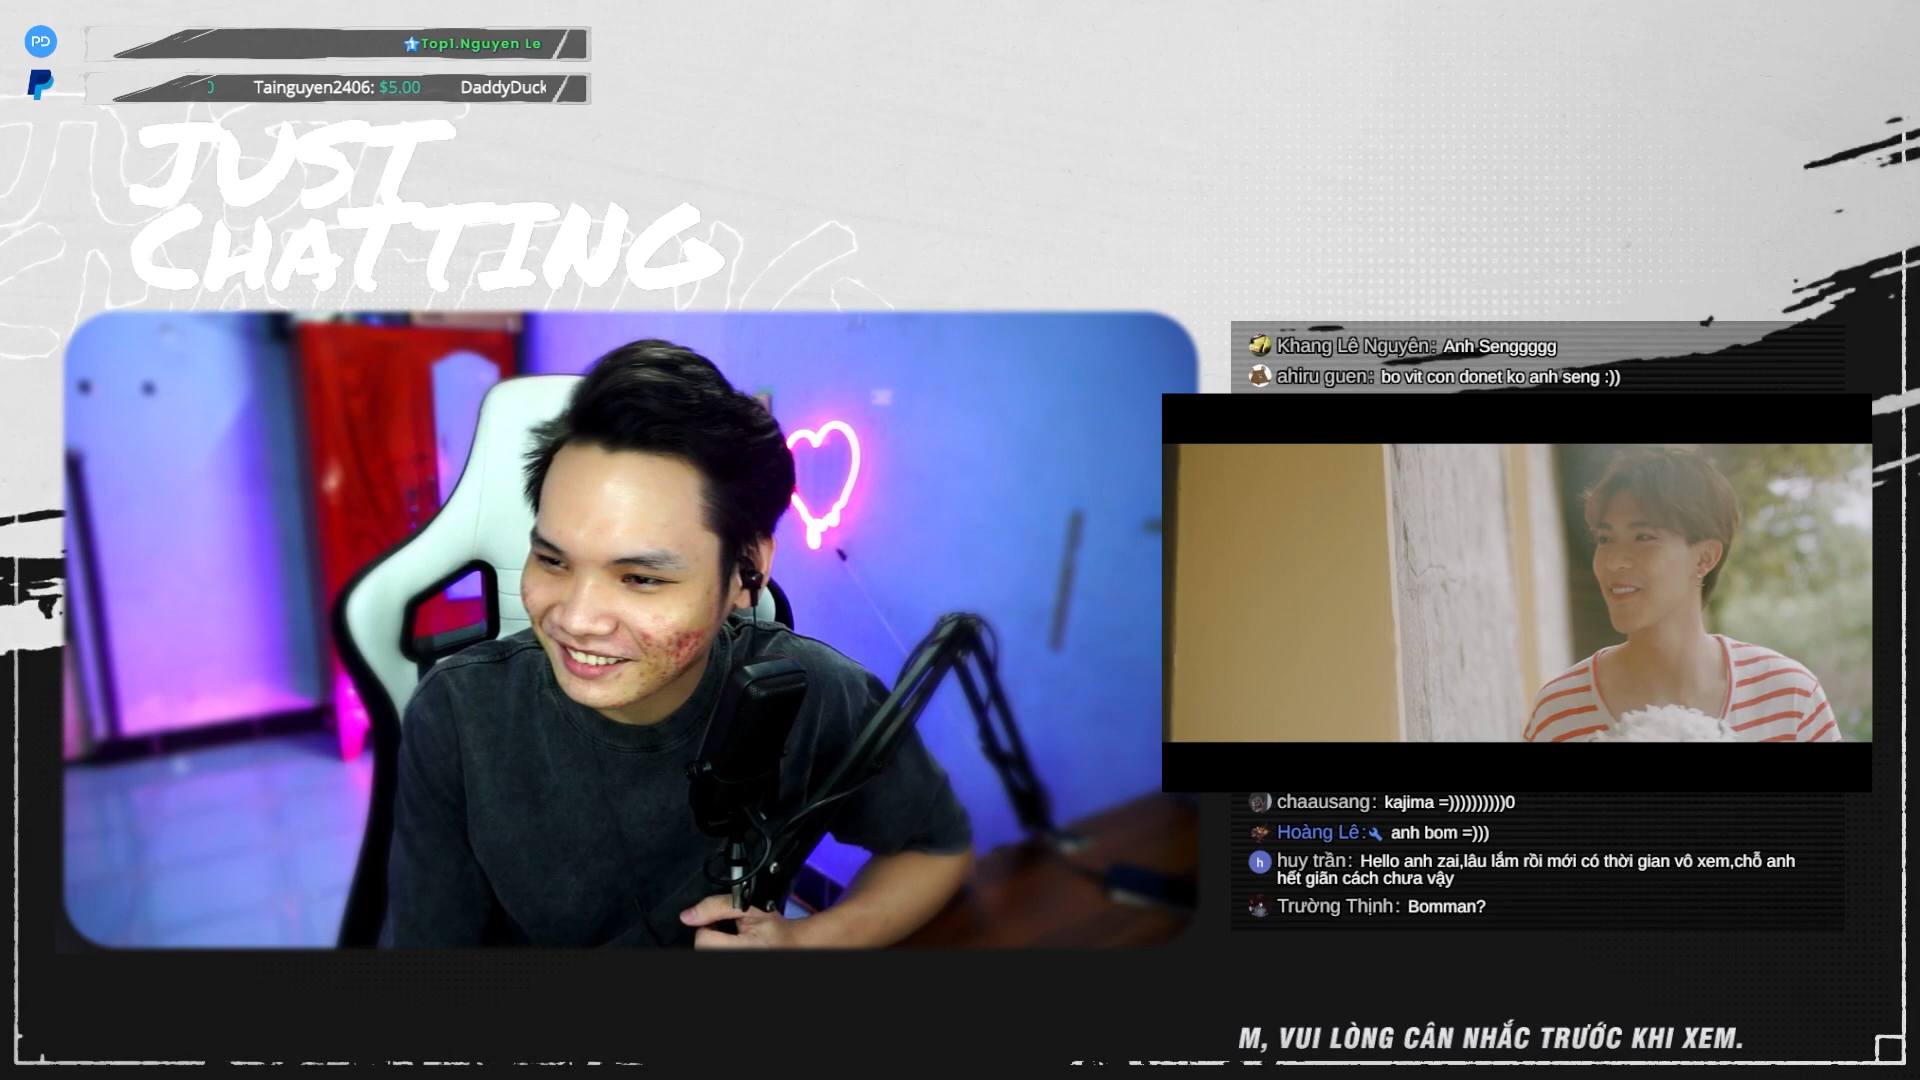 PD
Top1.Nguyen Le
Tainguyen2406: $5.00 DaddyDuck
JUST
CHATTING
Khang Lê Nguyên: Anh Senggggg
ahiru guen: bo vit con donet ko anh seng :))
chaausang: kajima =))))))))))0
Hoàng Lê: anh bom =)))
h huy trần: Hello anh zai,lâu lắm rồi mới có thời gian vô xem,chỗ anh
hết giãn cách chưa vậy
Trường Thịnh: Bomman?
M, VUI LÒNG CÂN NHẮC TRƯỚC KHI XEM.